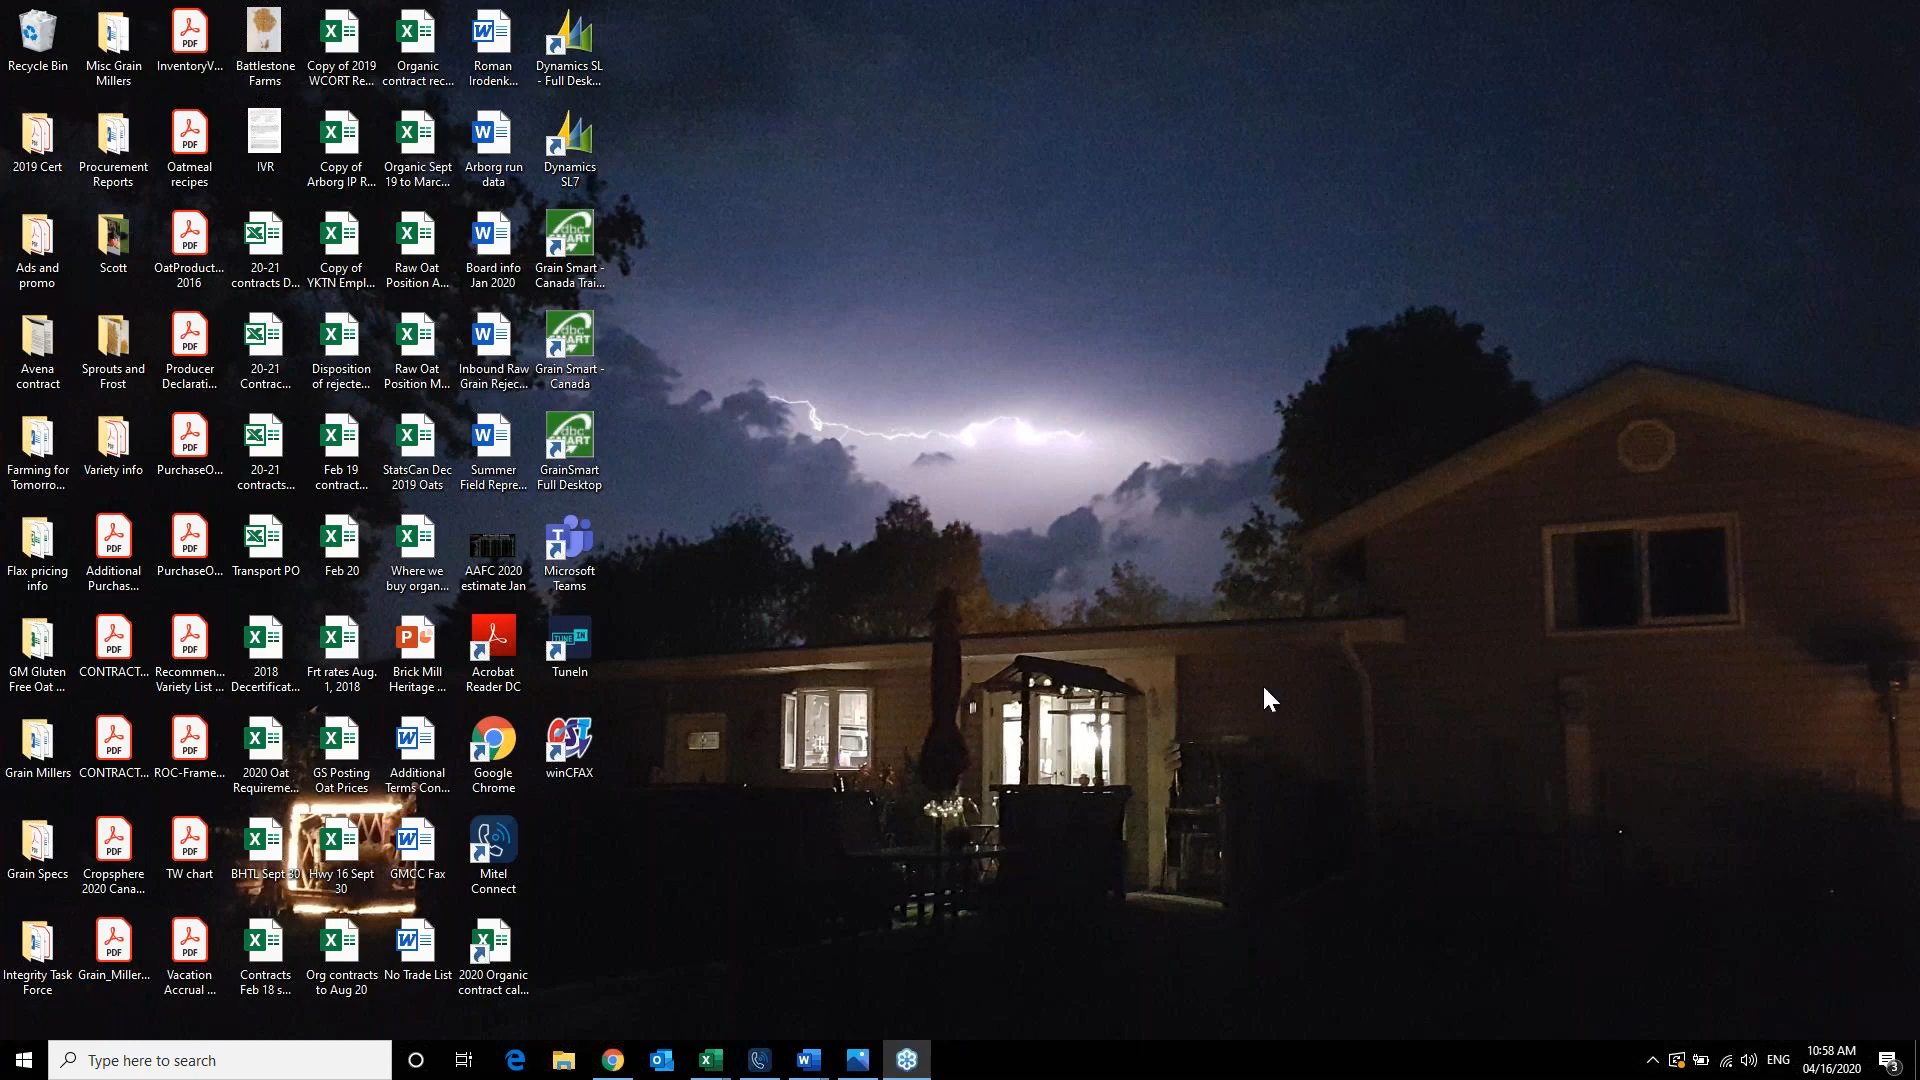 Recycle Bin
Misc Grain
Millers
InventoryV...
Battlestone
Farms
Copy of 2019
WCORT Re...
Organic
contract rec...
Roman
Irodenk...
Dynamics SL
- Full Desk...
2019 Cert
Procurement
Reports
Oatmeal
recipes
IVR
Copy of
Arborg IP R...
Organic Sept
19 to Marc...
Arborg run
data
Dynamics
SL7
Ads and
promo
Scott
OatProduct...
2016
20-21
contracts D...
Copy of
YKTN Empl...
Raw Oat
Position A...
Board info
Jan 2020
Grain Smart -
Canada Trai...
Avena
contract
Sprouts and
Frost
Producer
Declarati...
20-21
Contrac...
Disposition
of rejecte...
Raw Oat
Position M...
Inbound Raw
Grain Rejec...
Grain Smart -
Canada
Farming for
Tomorro...
Variety info
PurchaseO...
20-21
contracts...
Feb 19
contract...
StatsCan Dec
2019 Oats
Summer
Field Repre...
GrainSmart
Full Desktop
Flax pricing
info
Additional
Purchas...
PurchaseO...
Transport PO
Feb 20
Where we
buy organ...
AAFC 2020
estimate Jan
Microsoft
Teams
GM Gluten
Free Oat ...
CONTRACT...
Recommen...
Variety List ...
2018
Decertificat...
Frt rates Aug.
1, 2018
Brick Mill
Heritage ...
Acrobat
Reader DC
TuneIn
Grain Millers
CONTRACT...
ROC-Frame...
2020 Oat
Requireme...
GS Posting
Oat Prices
Additional
Terms Con...
Google
Chrome
winCFAX
Grain Specs
Cropsphere
2020 Cana...
TW chart
BHTL Sept 30
Hwy 16 Sept
30
GMCC Fax
Mitel
Connect
Integrity Task
Force
Grain_Miller...
Vacation
Accrual ...
Contracts
Feb 18 s...
Org contracts
to Aug 20
No Trade List
2020 Organic
contract cal...
Type here to search
ENG
10:58 AM
04/16/2020
3